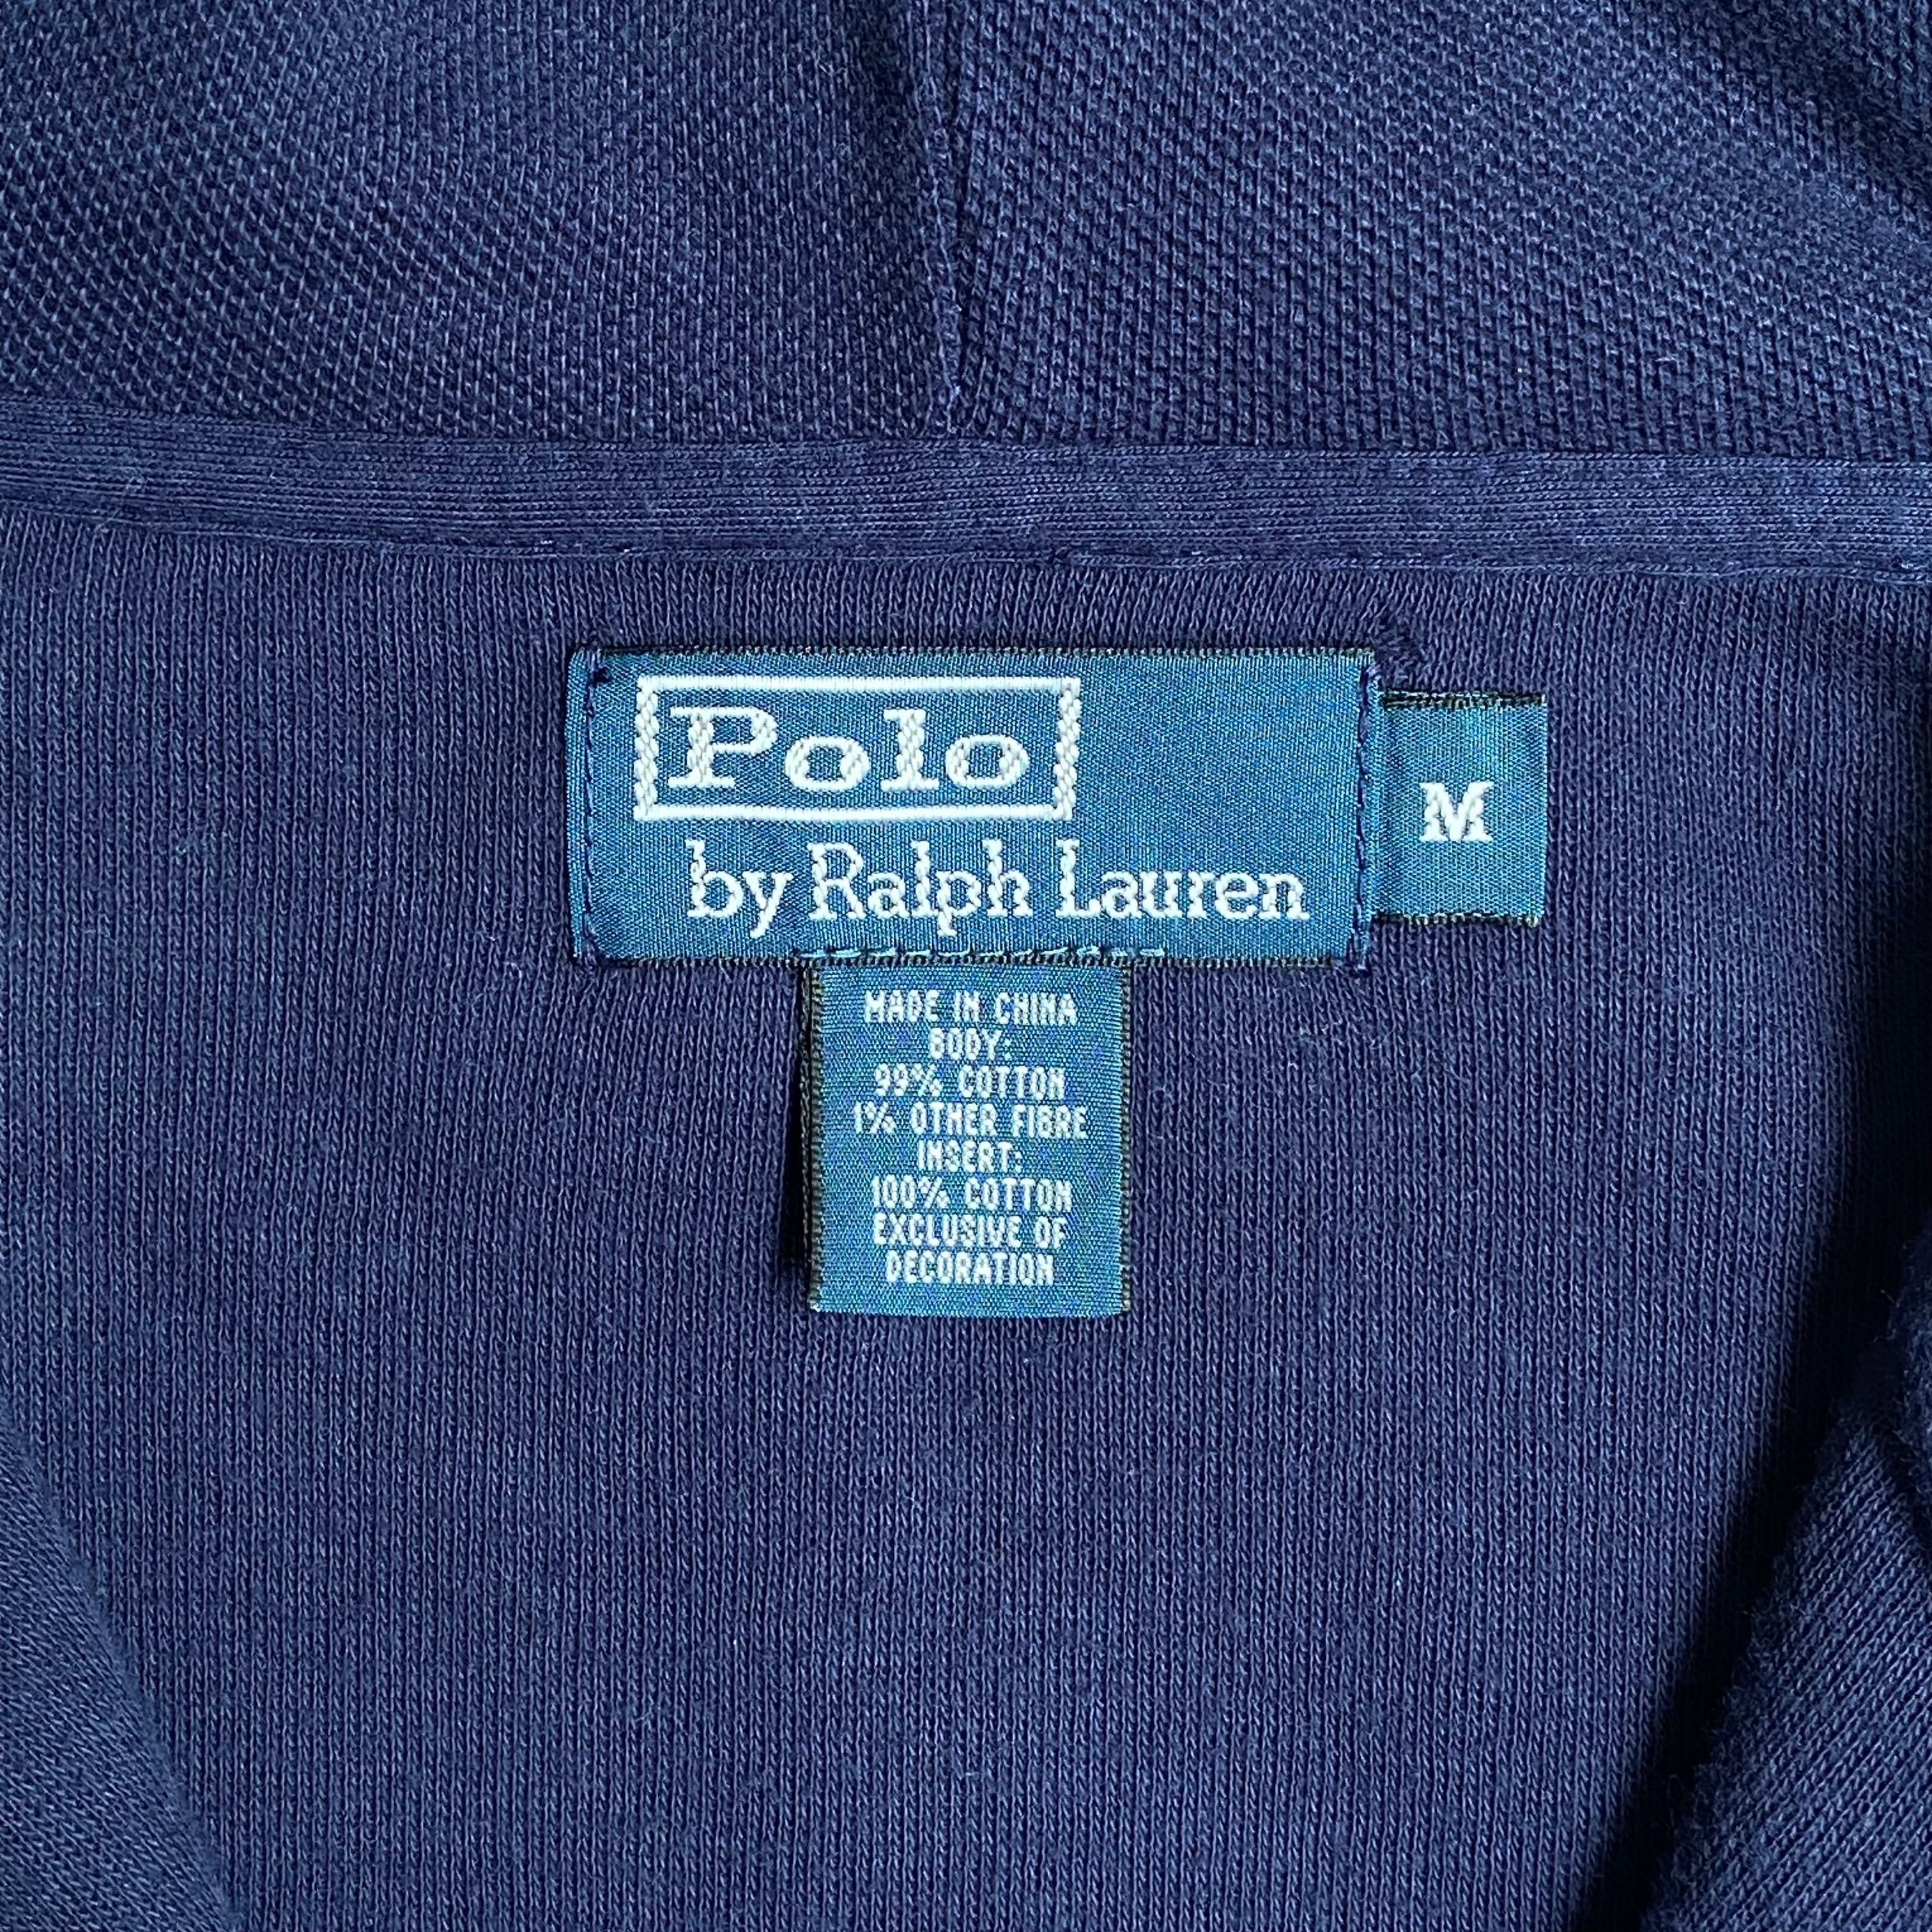 Polo
by Ralph Lauren
M
MADE IN CHINA
BODY:
99% COTTON
1% OTHER FIBRE
INSERT:
100% COTTON
EXCLUSIVE OF
DECORATION